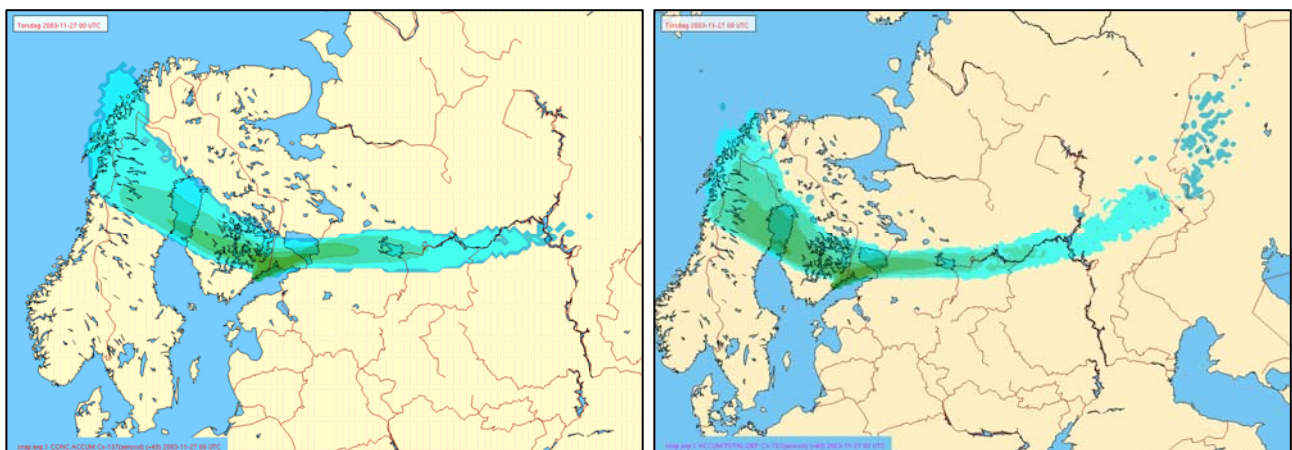 Torsdag 2003-11-27 00 UTC
Torsdag 2003-11-27 00 UTC
snap.exp 1 CONC ACCUM Cs-137(aerosol) (+48) 2003-11-27 00 UTC
snap.exp 1 ACCUM TOTAL DEP Cs-137(aerosol) (+48) 2003-11-27 00 UTC